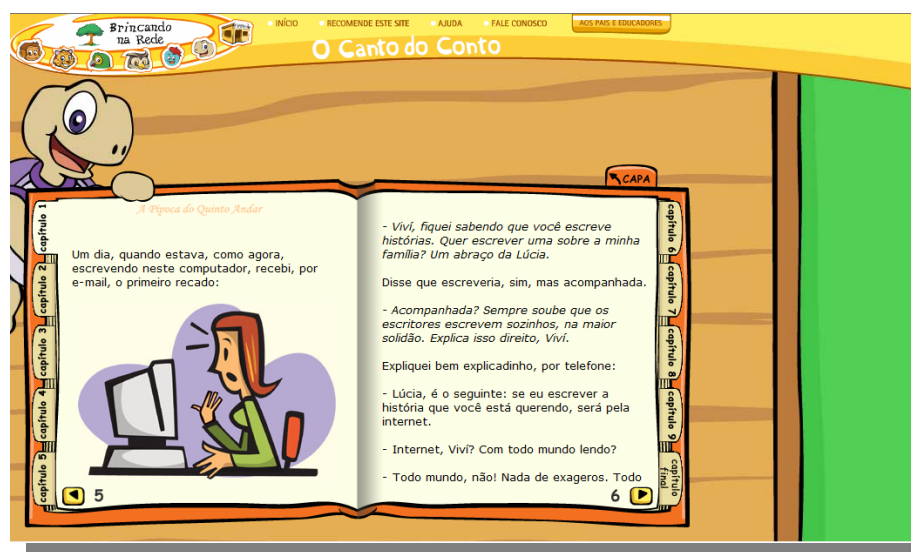 Brincando
na Rede
INÍCIO
RECOMENDE ESTE SITE
AJUDA
FALE CONOSCO
AOS PAIS E EDUCADORES
O Canto do Conto
CAPA
capítulo 1
capítulo 2
capítulo 3
capítulo 4
capítulo 5
A Pipoca do Quinto Andar
Um dia, quando estava, como agora,
escrevendo neste computador, recebi, por
e-mail, o primeiro recado:
5
- Viví, fiquei sabendo que você escreve
histórias. Quer escrever uma sobre a minha
família? Um abraço da Lúcia.
Disse que escreveria, sim, mas acompanhada.
- Acompanhada? Sempre soube que os
escritores escrevem sozinhos, na maior
solidão. Explica isso direito, Viví.
Expliquei bem explicadinho, por telefone:
- Lúcia, é o seguinte: se eu escrever a
história que você está querendo, será pela
internet.
- Internet, Viví? Com todo mundo lendo?
- Todo mundo, não! Nada de exageros. Todo
6
capítulo 6
capítulo 7
capítulo 8
capítulo 9
capítulo
final